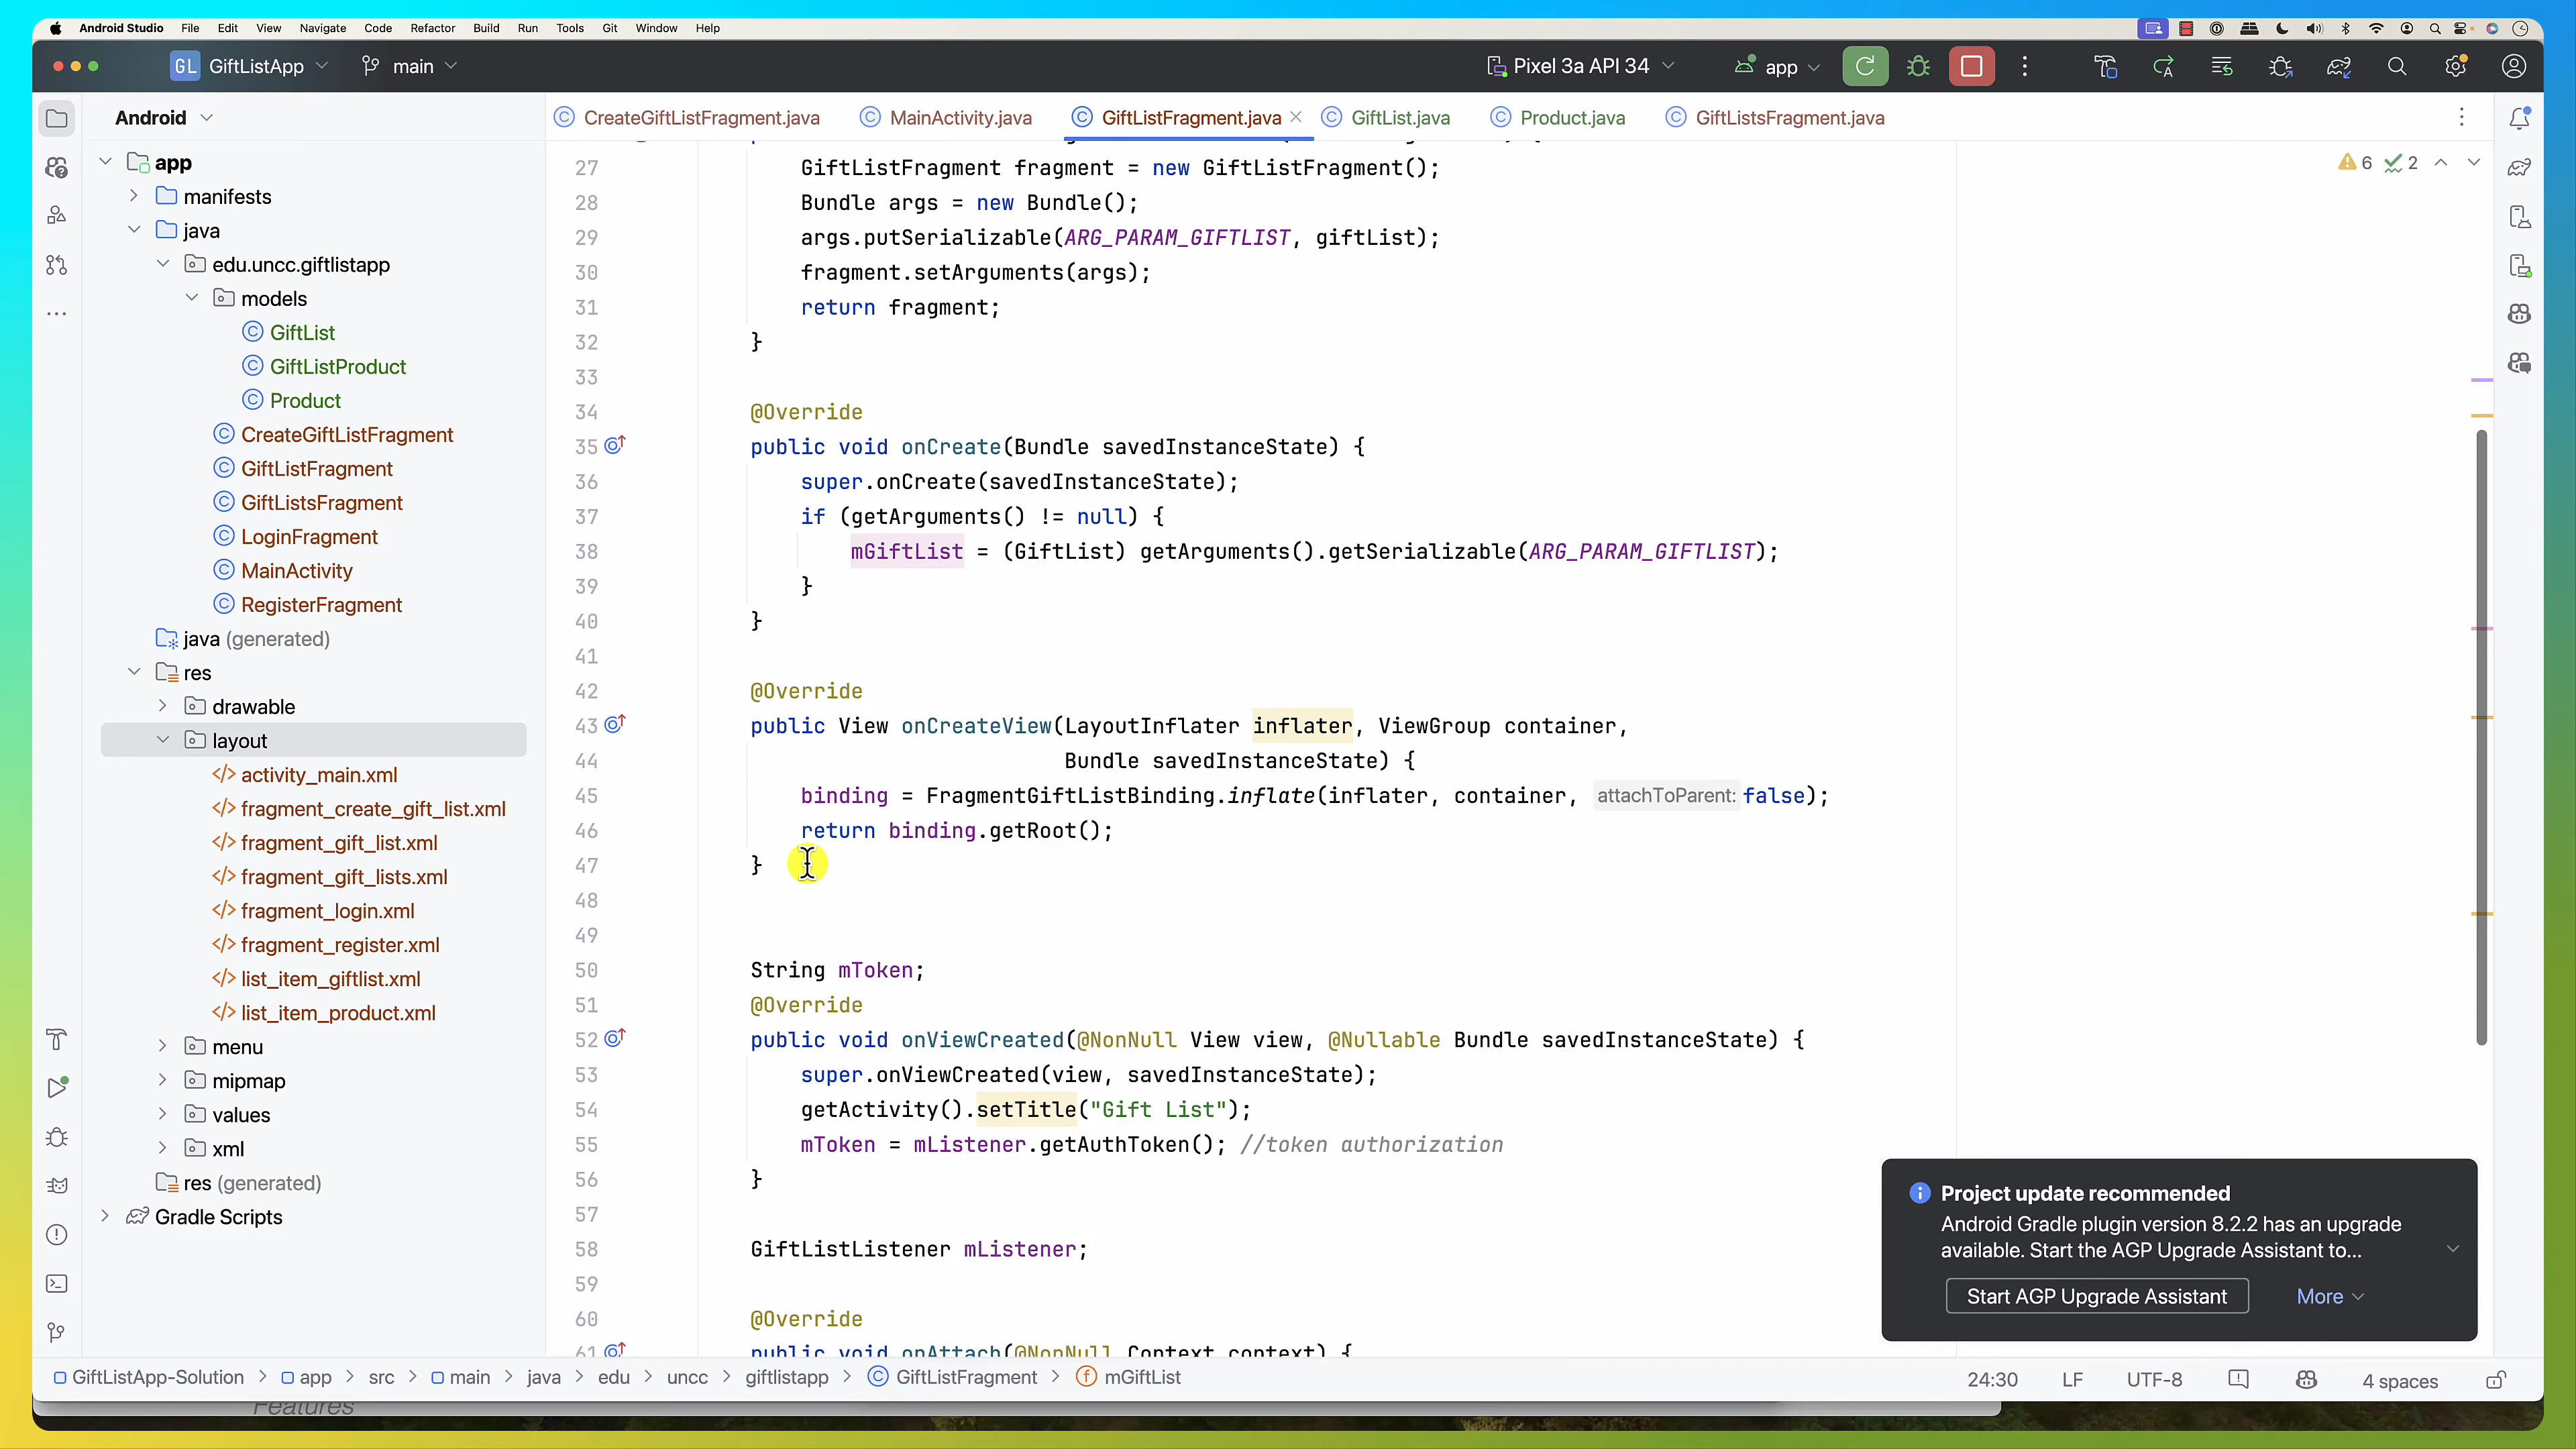 Android Studio File Edit View Navigate Code Refactor Build Run Tools Git Window Help
GL GiftListApp main Pixel 3a API 34 app
Android
CreateGiftListFragment.java MainActivity.java GiftListFragment.java GiftList.java Product.java GiftListsFragment.java
6 2
app
manifests
java
edu.uncc.giftlistapp
models
GiftList
GiftListProduct
Product
CreateGiftListFragment
GiftListFragment
GiftListsFragment
LoginFragment
MainActivity
RegisterFragment
java (generated)
res
drawable
layout
activity_main.xml
fragment_create_gift_list.xml
fragment_gift_list.xml
fragment_gift_lists.xml
fragment_login.xml
fragment_register.xml
list_item_giftlist.xml
list_item_product.xml
menu
mipmap
values
xml
res (generated)
Gradle Scripts
27 GiftListFragment fragment = new GiftListFragment();
28 Bundle args = new Bundle();
29 args.putSerializable(ARG_PARAM_GIFTLIST, giftList);
30 fragment.setArguments(args);
31 return fragment;
32 }
33
34 @Override
35 public void onCreate(Bundle savedInstanceState) {
36 super.onCreate(savedInstanceState);
37 if (getArguments() != null) {
38 mGiftList = (GiftList) getArguments().getSerializable(ARG_PARAM_GIFTLIST);
39 }
40 }
41
42 @Override
43 public View onCreateView(LayoutInflater inflater, ViewGroup container,
44 Bundle savedInstanceState) {
45 binding = FragmentGiftListBinding.inflate(inflater, container, attachToParent: false);
46 return binding.getRoot();
47 }
48
49
50 String mToken;
51 @Override
52 public void onViewCreated(@NonNull View view, @Nullable Bundle savedInstanceState) {
53 super.onViewCreated(view, savedInstanceState);
54 getActivity().setTitle("Gift List");
55 mToken = mListener.getAuthToken(); //token authorization
56 }
57
58 GiftListListener mListener;
59
60 @Override
61 public void onAttach(@NonNull Context context) {
Project update recommended
Android Gradle plugin version 8.2.2 has an upgrade
available. Start the AGP Upgrade Assistant to...
Start AGP Upgrade Assistant More
GiftListApp-Solution > app > src > main > java > edu > uncc > giftlistapp > GiftListFragment > mGiftList
24:30 LF UTF-8 4 spaces
Features